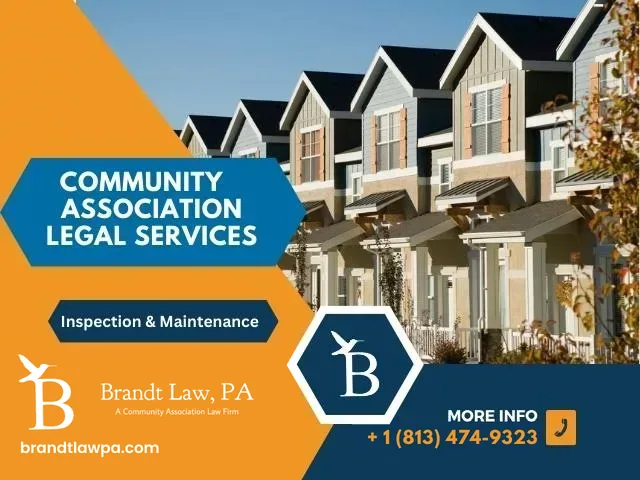 COMMUNITY
ASSOCIATION
LEGAL SERVICES
Inspection & Maintenance
B
Brandt Law, PA
A Community Association Law Firm
brandtlawpa.com
B
MORE INFO
+ 1 (813) 474-9323